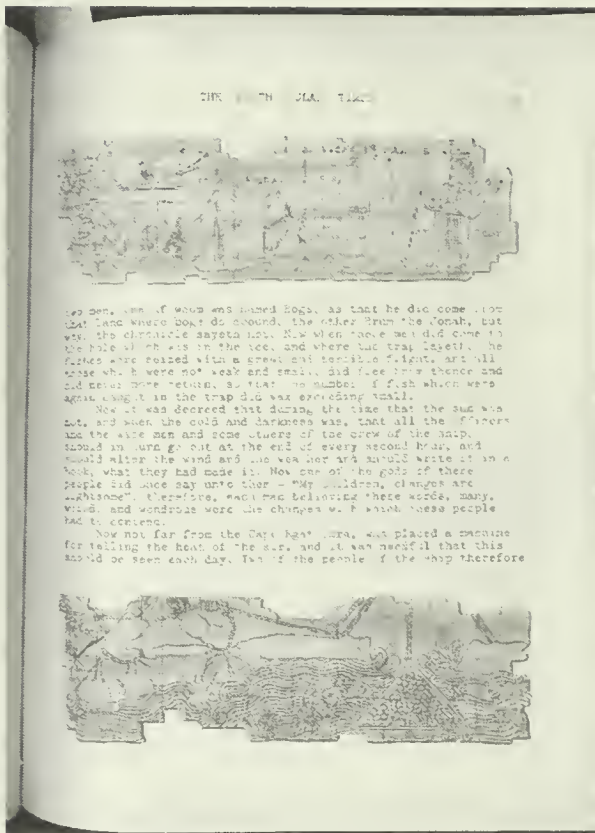 THE SOUTH POLAR TIMES
two men, one of whom was named Bogs, as that he did come from
that land where bogs do abound, the other Brum the Jonah, but
why, the chronicle sayeth not. Now when these men did come to
the hole which was in the ice, and where the trap layeth, the
fishes were seized with a great and terrible fright, and all
those which were not weak and small, did flee from thence and
did never more return, so that the number of fish which were
again caught in the trap did wax exceeding small.
Now it was decreed that during the time that the sun was
not, and when the cold and darkness was, that all the officers
and the wise men and some others of the crew of the ship,
should in turn go out at the end of every second hour, and
should alter the wind and the weather and should write it in a
book, what they had made it. Now one of the gods of these
people did once say unto them - "My children, changes are
lightsome", therefore, each man believing these words, many,
varied, and wondrous were the changes with which these people
had to contend.
Now not far from the Cape was placed a machine
for telling the heat of the air, and it was needful that this
should be seen each day. Two of the people of the ship therefore